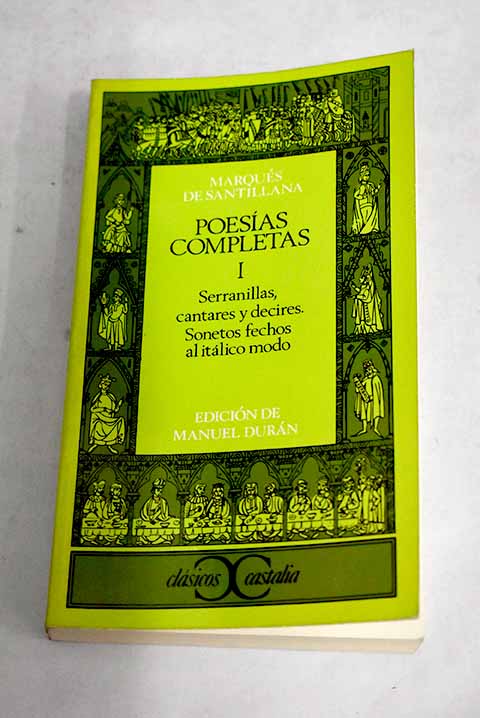 MARQUÉS
DE SANTILLANA
POESÍAS
COMPLETAS
I
Serranillas,
cantares y decires.
Sonetos fechos
al itálico modo
EDICIÓN DE
MANUEL DURÁN
clásicos CC castalia